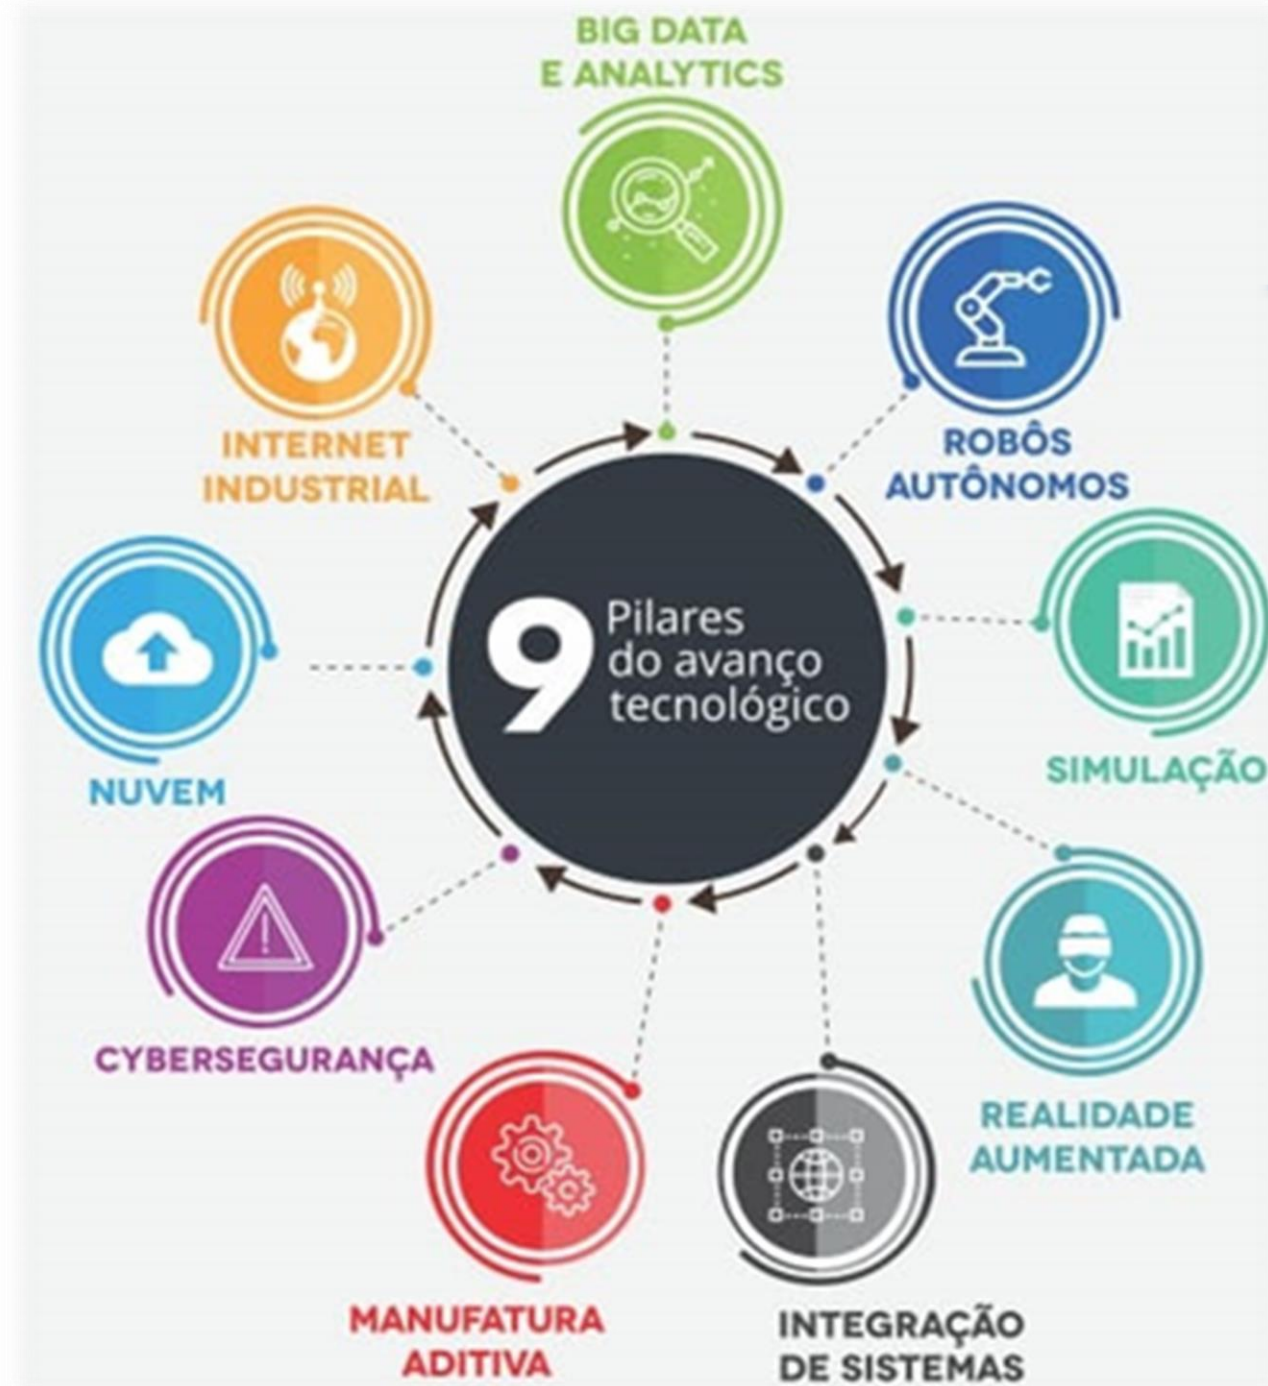 BIG DATA
E ANALYTICS
ROBÔS
AUTÔNOMOS
SIMULAÇÃO
REALIDADE
AUMENTADA
INTEGRAÇÃO
DE SISTEMAS
MANUFATURA
ADITIVA
CYBERSEGURANÇA
NUVEM
INTERNET
INDUSTRIAL
9 Pilares
do avanço
tecnológico